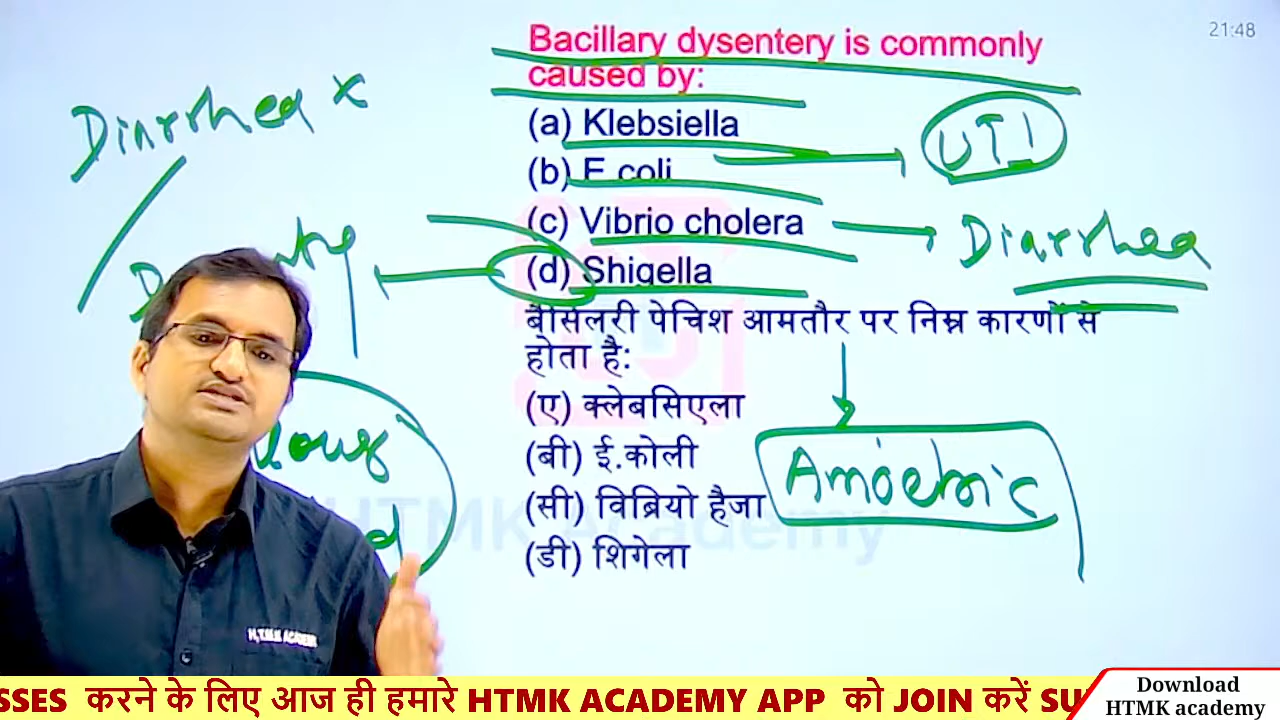 21:48
Bacillary dysentery is commonly
caused by:
(a) Klebsiella
(b) E.coli
(c) Vibrio cholera
(d) Shigella
बैसिलरी पेचिश आमतौर पर निम्न कारणों से
होता है:
(ए) क्लेबसिएला
(बी) ई.कोली
(सी) विब्रियो हैजा
(डी) शिगेला
Diarrhea x
UTI
Diarrhea
Amoebic
HTMK Academy
H.T.M.K ACADEMY
SSES करने के लिए आज ही हमारे HTMK ACADEMY APP को JOIN करें SU
Download
HTMK academy